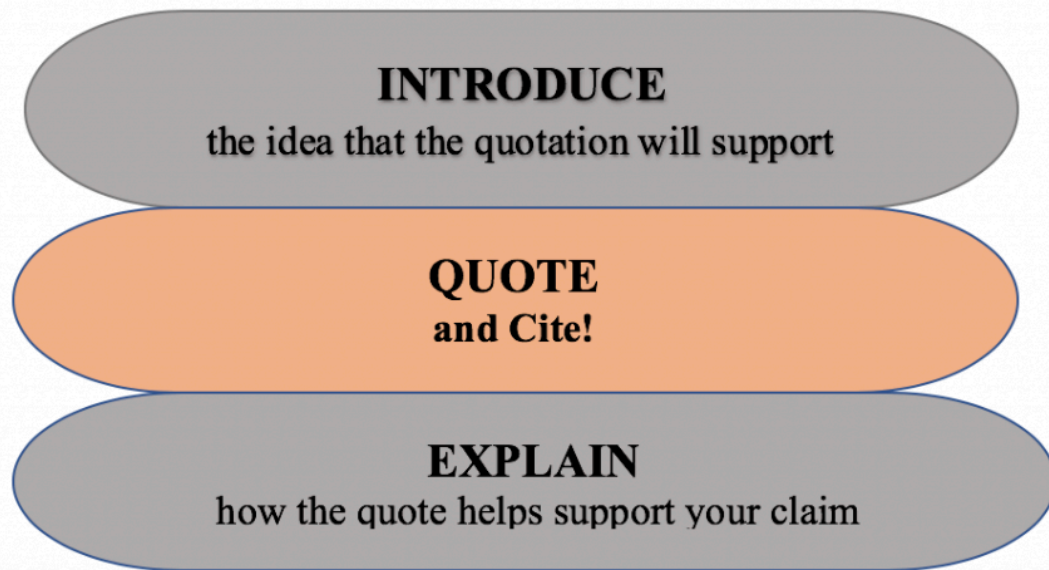 INTRODUCE
the idea that the quotation will support
QUOTE
and Cite!
EXPLAIN
how the quote helps support your claim